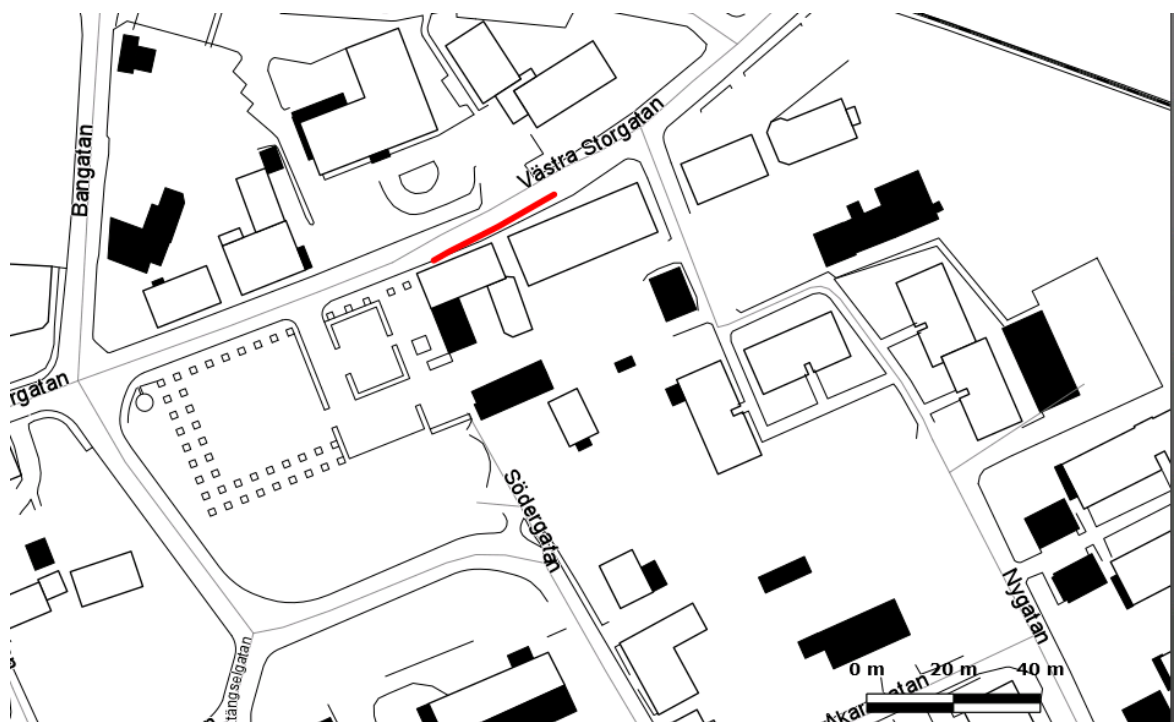 Västra Storgatan
Bangatan
rgatan
Södergatan
Nygatan
0 m 20 m 40 m